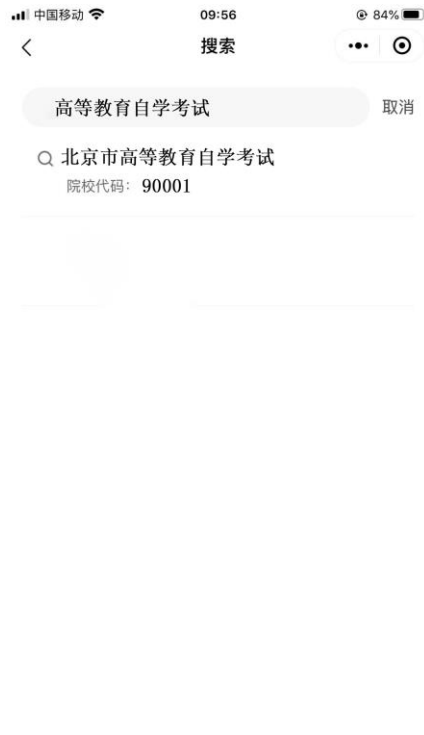 中国移动 09:56 84%
搜索
高等教育自学考试 取消
北京市高等教育自学考试
院校代码: 90001